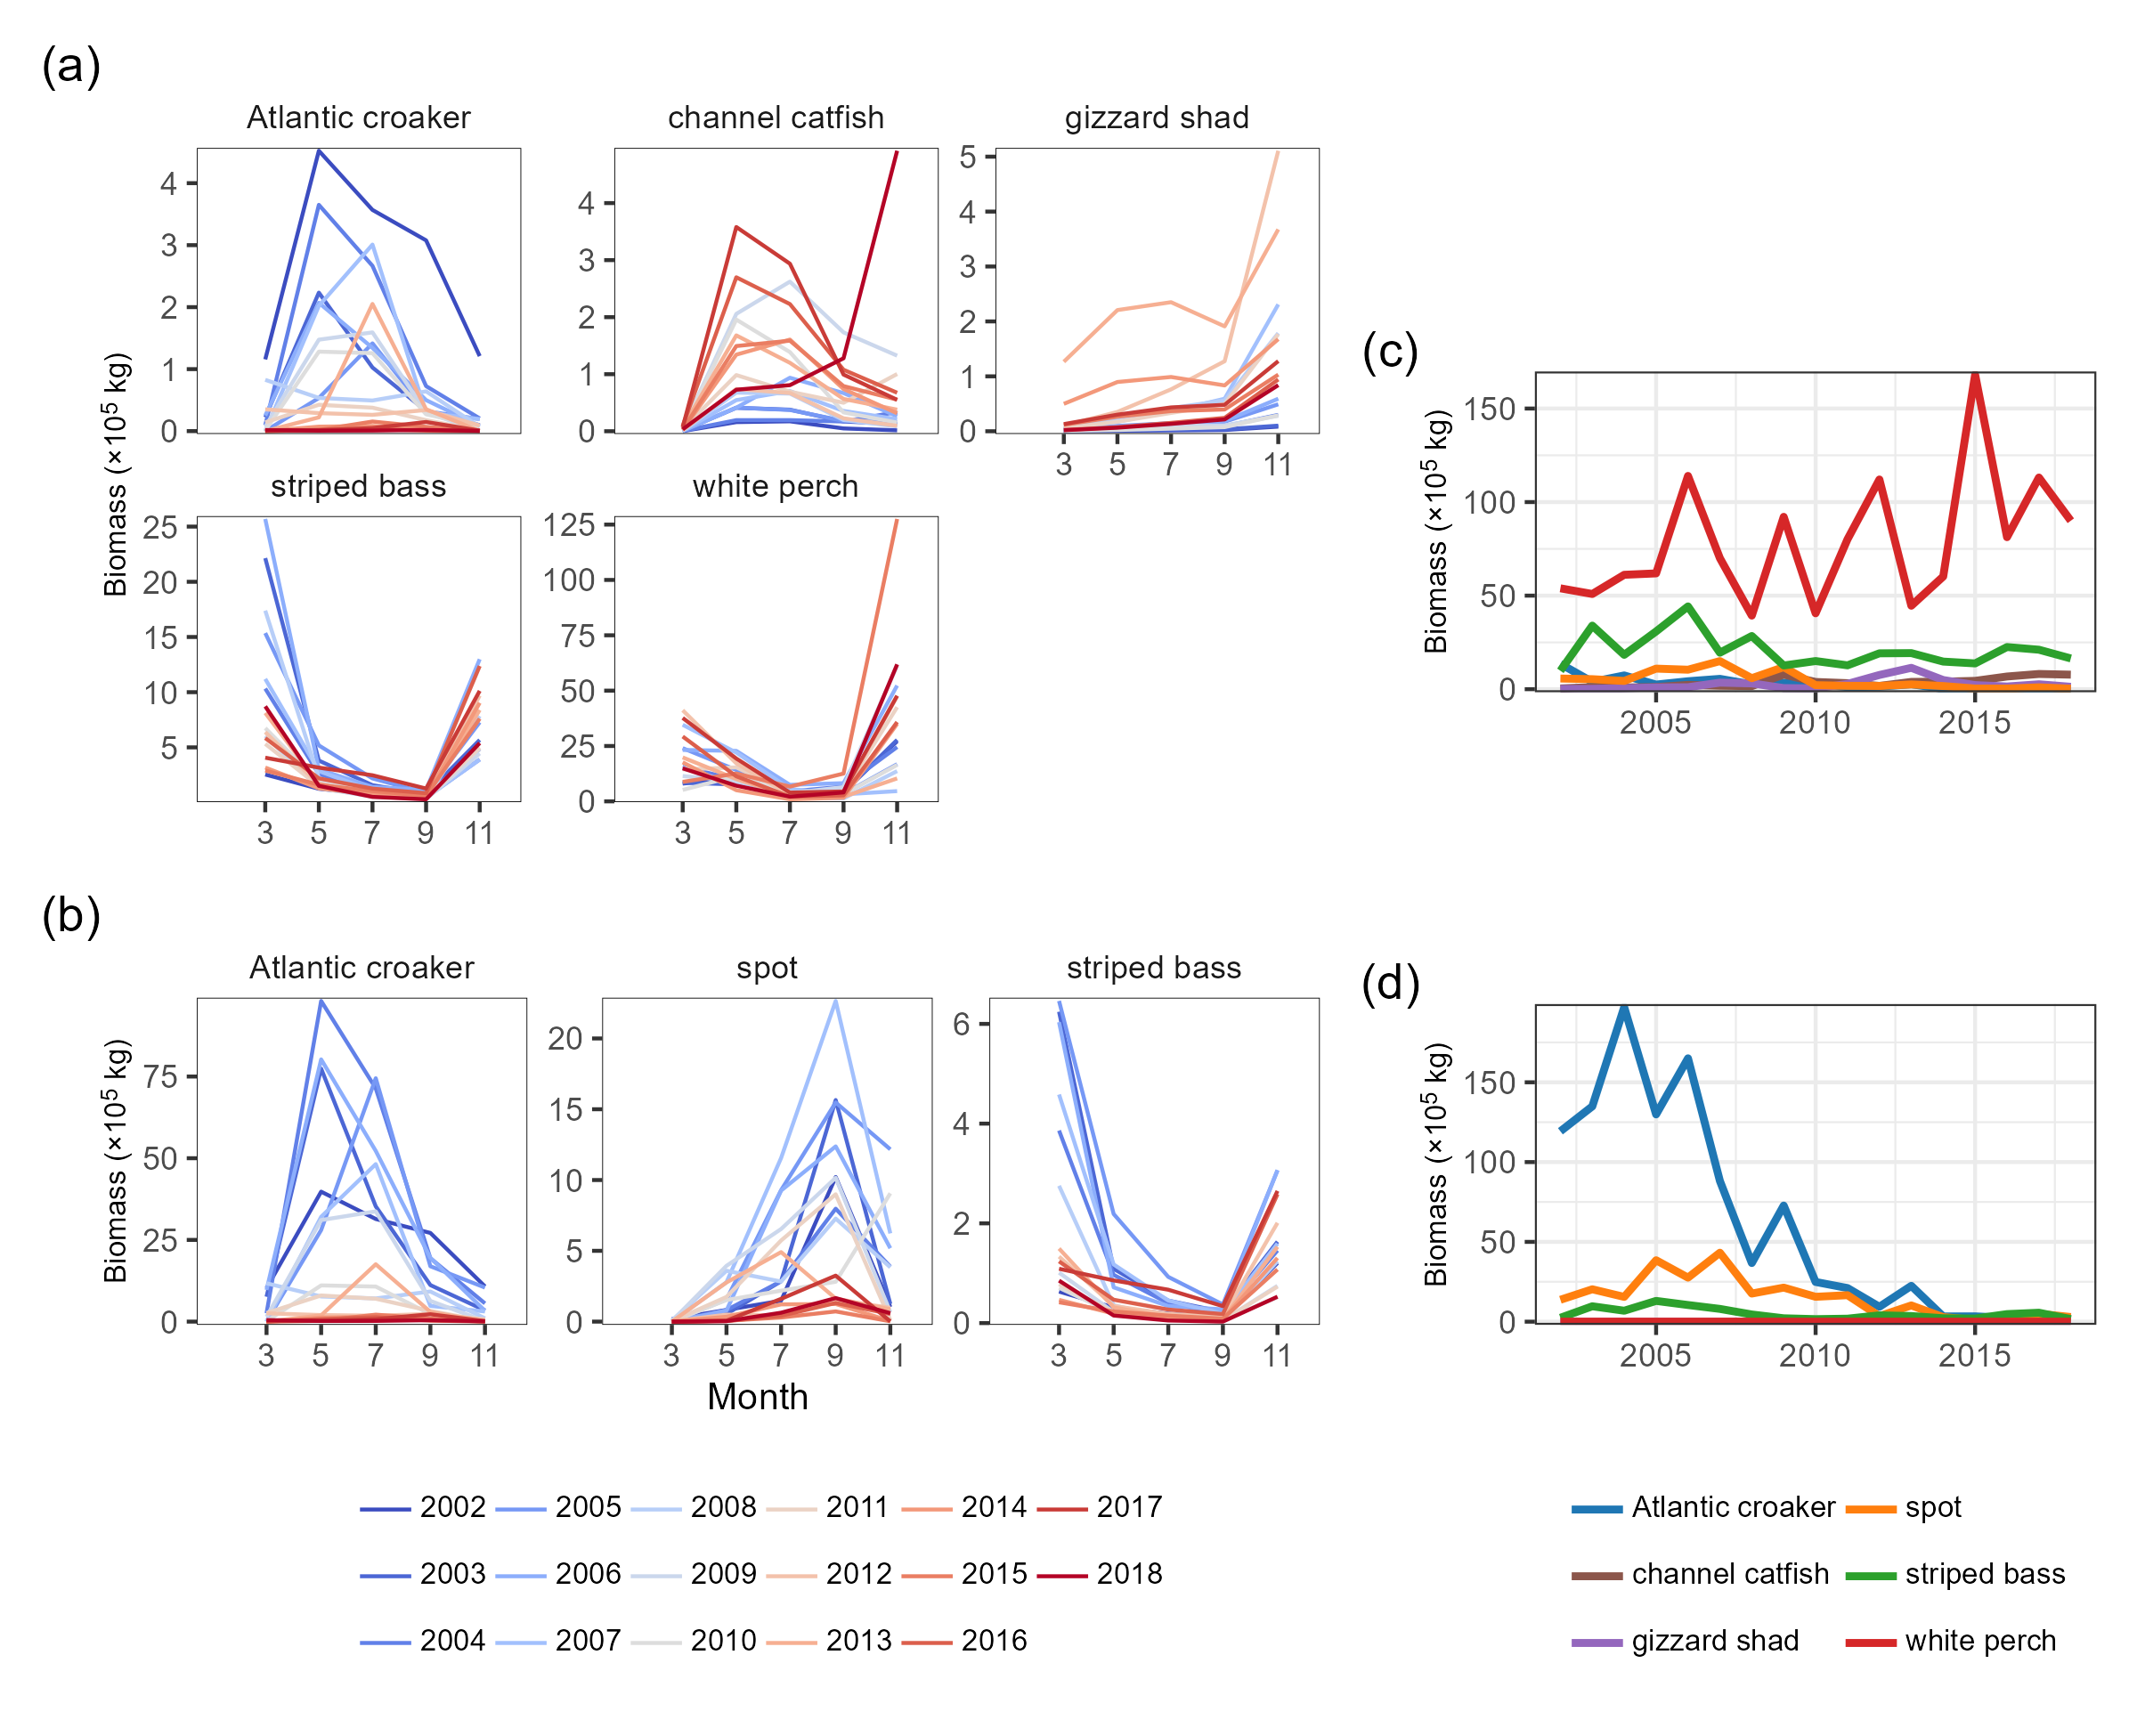 (a)
Atlantic croaker
channel catfish
gizzard shad
4
3
2
1
0
4
3
2
1
0
5
4
3
2
1
0
3 5 7 9 11
Biomass (×10⁵ kg)
striped bass
white perch
25
20
15
10
5
3 5 7 9 11
125
100
75
50
25
0
3 5 7 9 11
(c)
Biomass (×10⁵ kg)
150
100
50
0
2005 2010 2015
(b)
Atlantic croaker
spot
striped bass
Biomass (×10⁵ kg)
75
50
25
0
3 5 7 9 11
20
15
10
5
0
3 5 7 9 11
6
4
2
0
3 5 7 9 11
Month
(d)
Biomass (×10⁵ kg)
150
100
50
0
2005 2010 2015
2002 2005 2008 2011 2014 2017
2003 2006 2009 2012 2015 2018
2004 2007 2010 2013 2016
Atlantic croaker spot
channel catfish striped bass
gizzard shad white perch